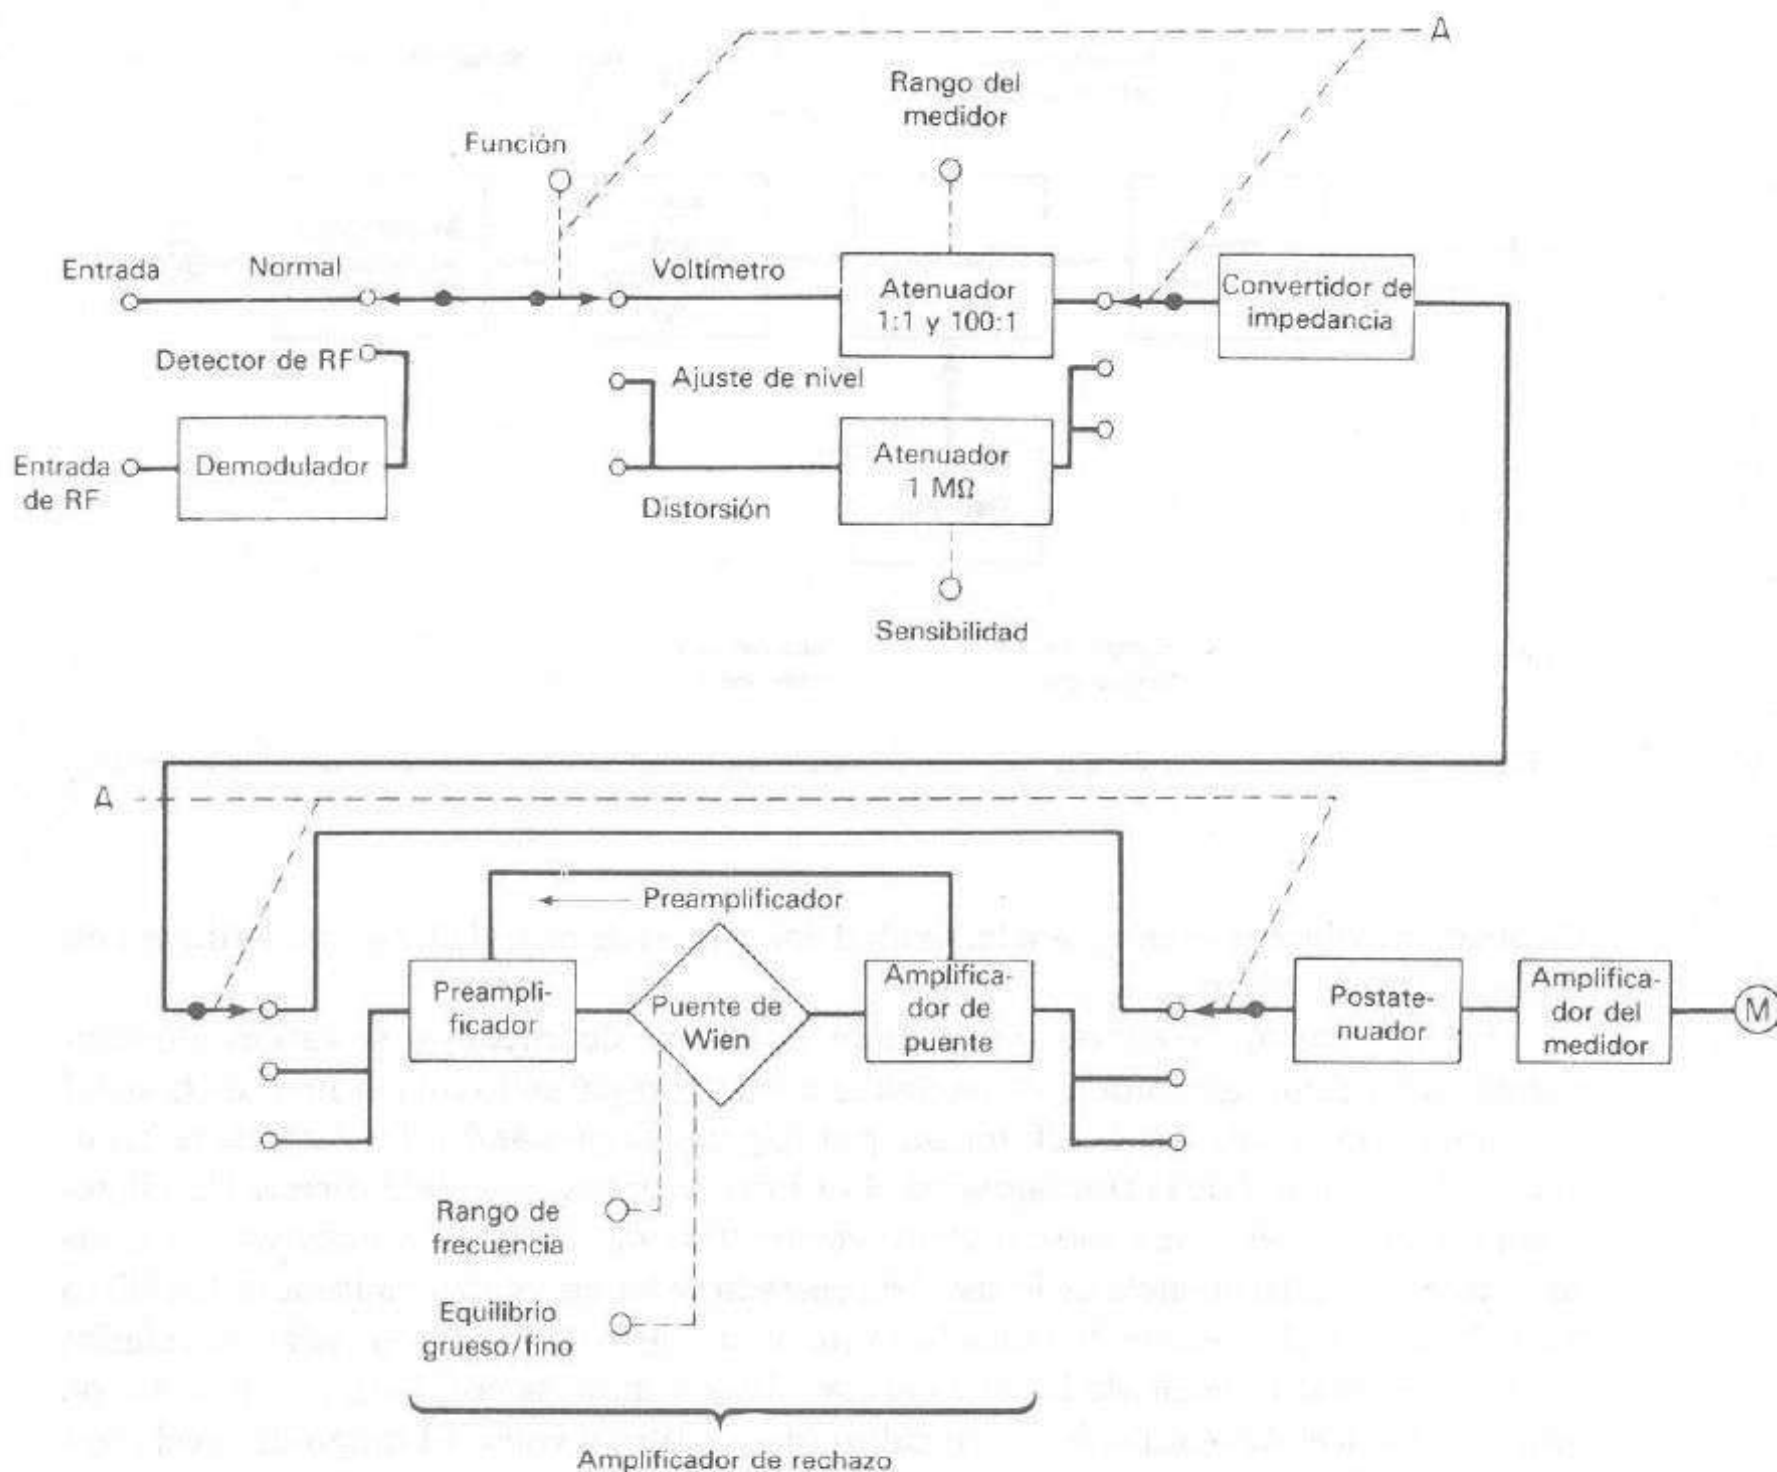 A
Rango del
medidor
Función
Entrada
Normal
Voltímetro
Atenuador
1:1 y 100:1
Convertidor de
impedancia
Detector de RF
Ajuste de nivel
Entrada
de RF
Demodulador
Atenuador
1 MΩ
Distorsión
Sensibilidad
A
Preamplificador
Preampli-
ficador
Puente de
Wien
Amplifica-
dor de
puente
Postate-
nuador
Amplifica-
dor del
medidor
M
Rango de
frecuencia
Equilibrio
grueso/fino
Amplificador de rechazo